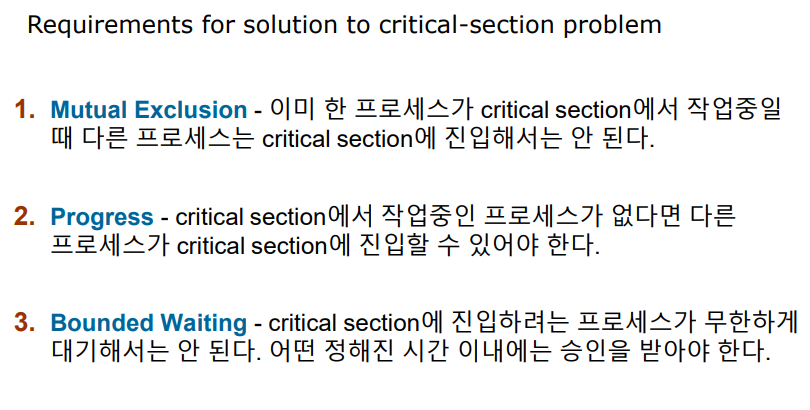 Requirements for solution to critical-section problem
1. Mutual Exclusion - 이미 한 프로세스가 critical section에서 작업중일
때 다른 프로세스는 critical section에 진입해서는 안 된다.
2. Progress - critical section에서 작업중인 프로세스가 없다면 다른
프로세스가 critical section에 진입할 수 있어야 한다.
3. Bounded Waiting - critical section에 진입하려는 프로세스가 무한하게
대기해서는 안 된다. 어떤 정해진 시간 이내에는 승인을 받아야 한다.